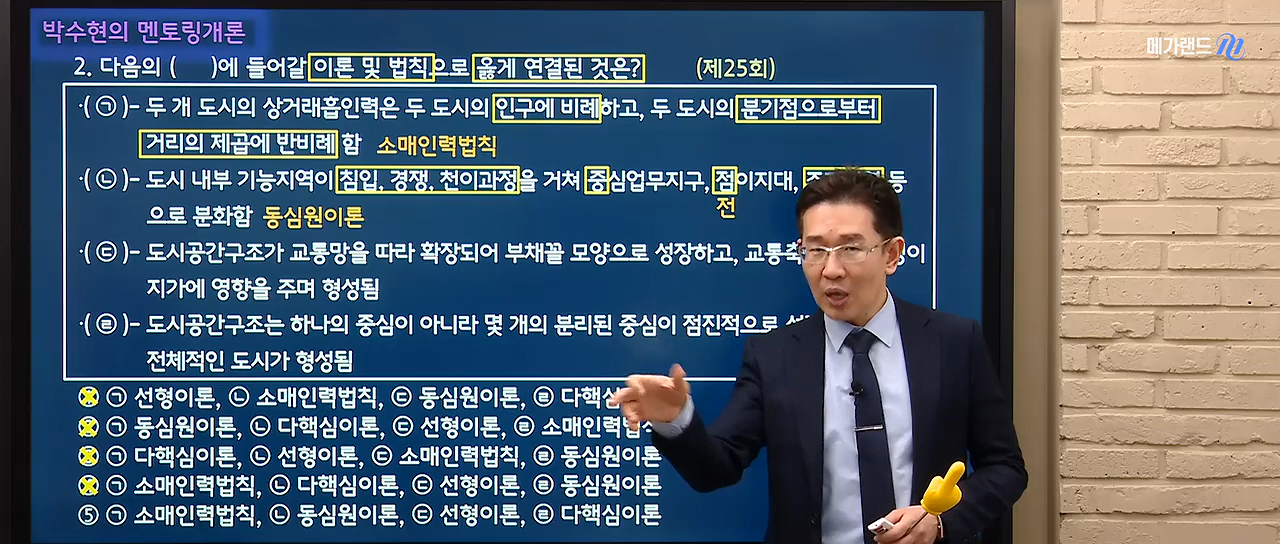 박수현의 멘토링개론
메가랜드
2. 다음의 (    )에 들어갈 이론 및 법칙으로 옳게 연결된 것은? (제25회)
·( ㉠ )- 두 개 도시의 상거래흡인력은 두 도시의 인구에 비례하고, 두 도시의 분기점으로부터
거리의 제곱에 반비례함 소매인력법칙
·( ㉡ )- 도시 내부 기능지역이 침입, 경쟁, 천이과정을 거쳐 중심업무지구, 점이지대, 등
전
으로 분화함 동심원이론
·( ㉢ )- 도시공간구조가 교통망을 따라 확장되어 부채꼴 모양으로 성장하고, 교통축
지가에 영향을 주며 형성됨
·( ㉣ )- 도시공간구조는 하나의 중심이 아니라 몇 개의 분리된 중심이 점진적으로
전체적인 도시가 형성됨
㉠ 선형이론, ㉡ 소매인력법칙, ㉢ 동심원이론, ㉣ 다핵심
㉠ 동심원이론, ㉡ 다핵심이론, ㉢ 선형이론, ㉣ 소매인력법칙
㉠ 다핵심이론, ㉡ 선형이론, ㉢ 소매인력법칙, ㉣ 동심원이론
㉠ 소매인력법칙, ㉡ 다핵심이론, ㉢ 선형이론, ㉣ 동심원이론
⑤ ㉠ 소매인력법칙, ㉡ 동심원이론, ㉢ 선형이론, ㉣ 다핵심이론